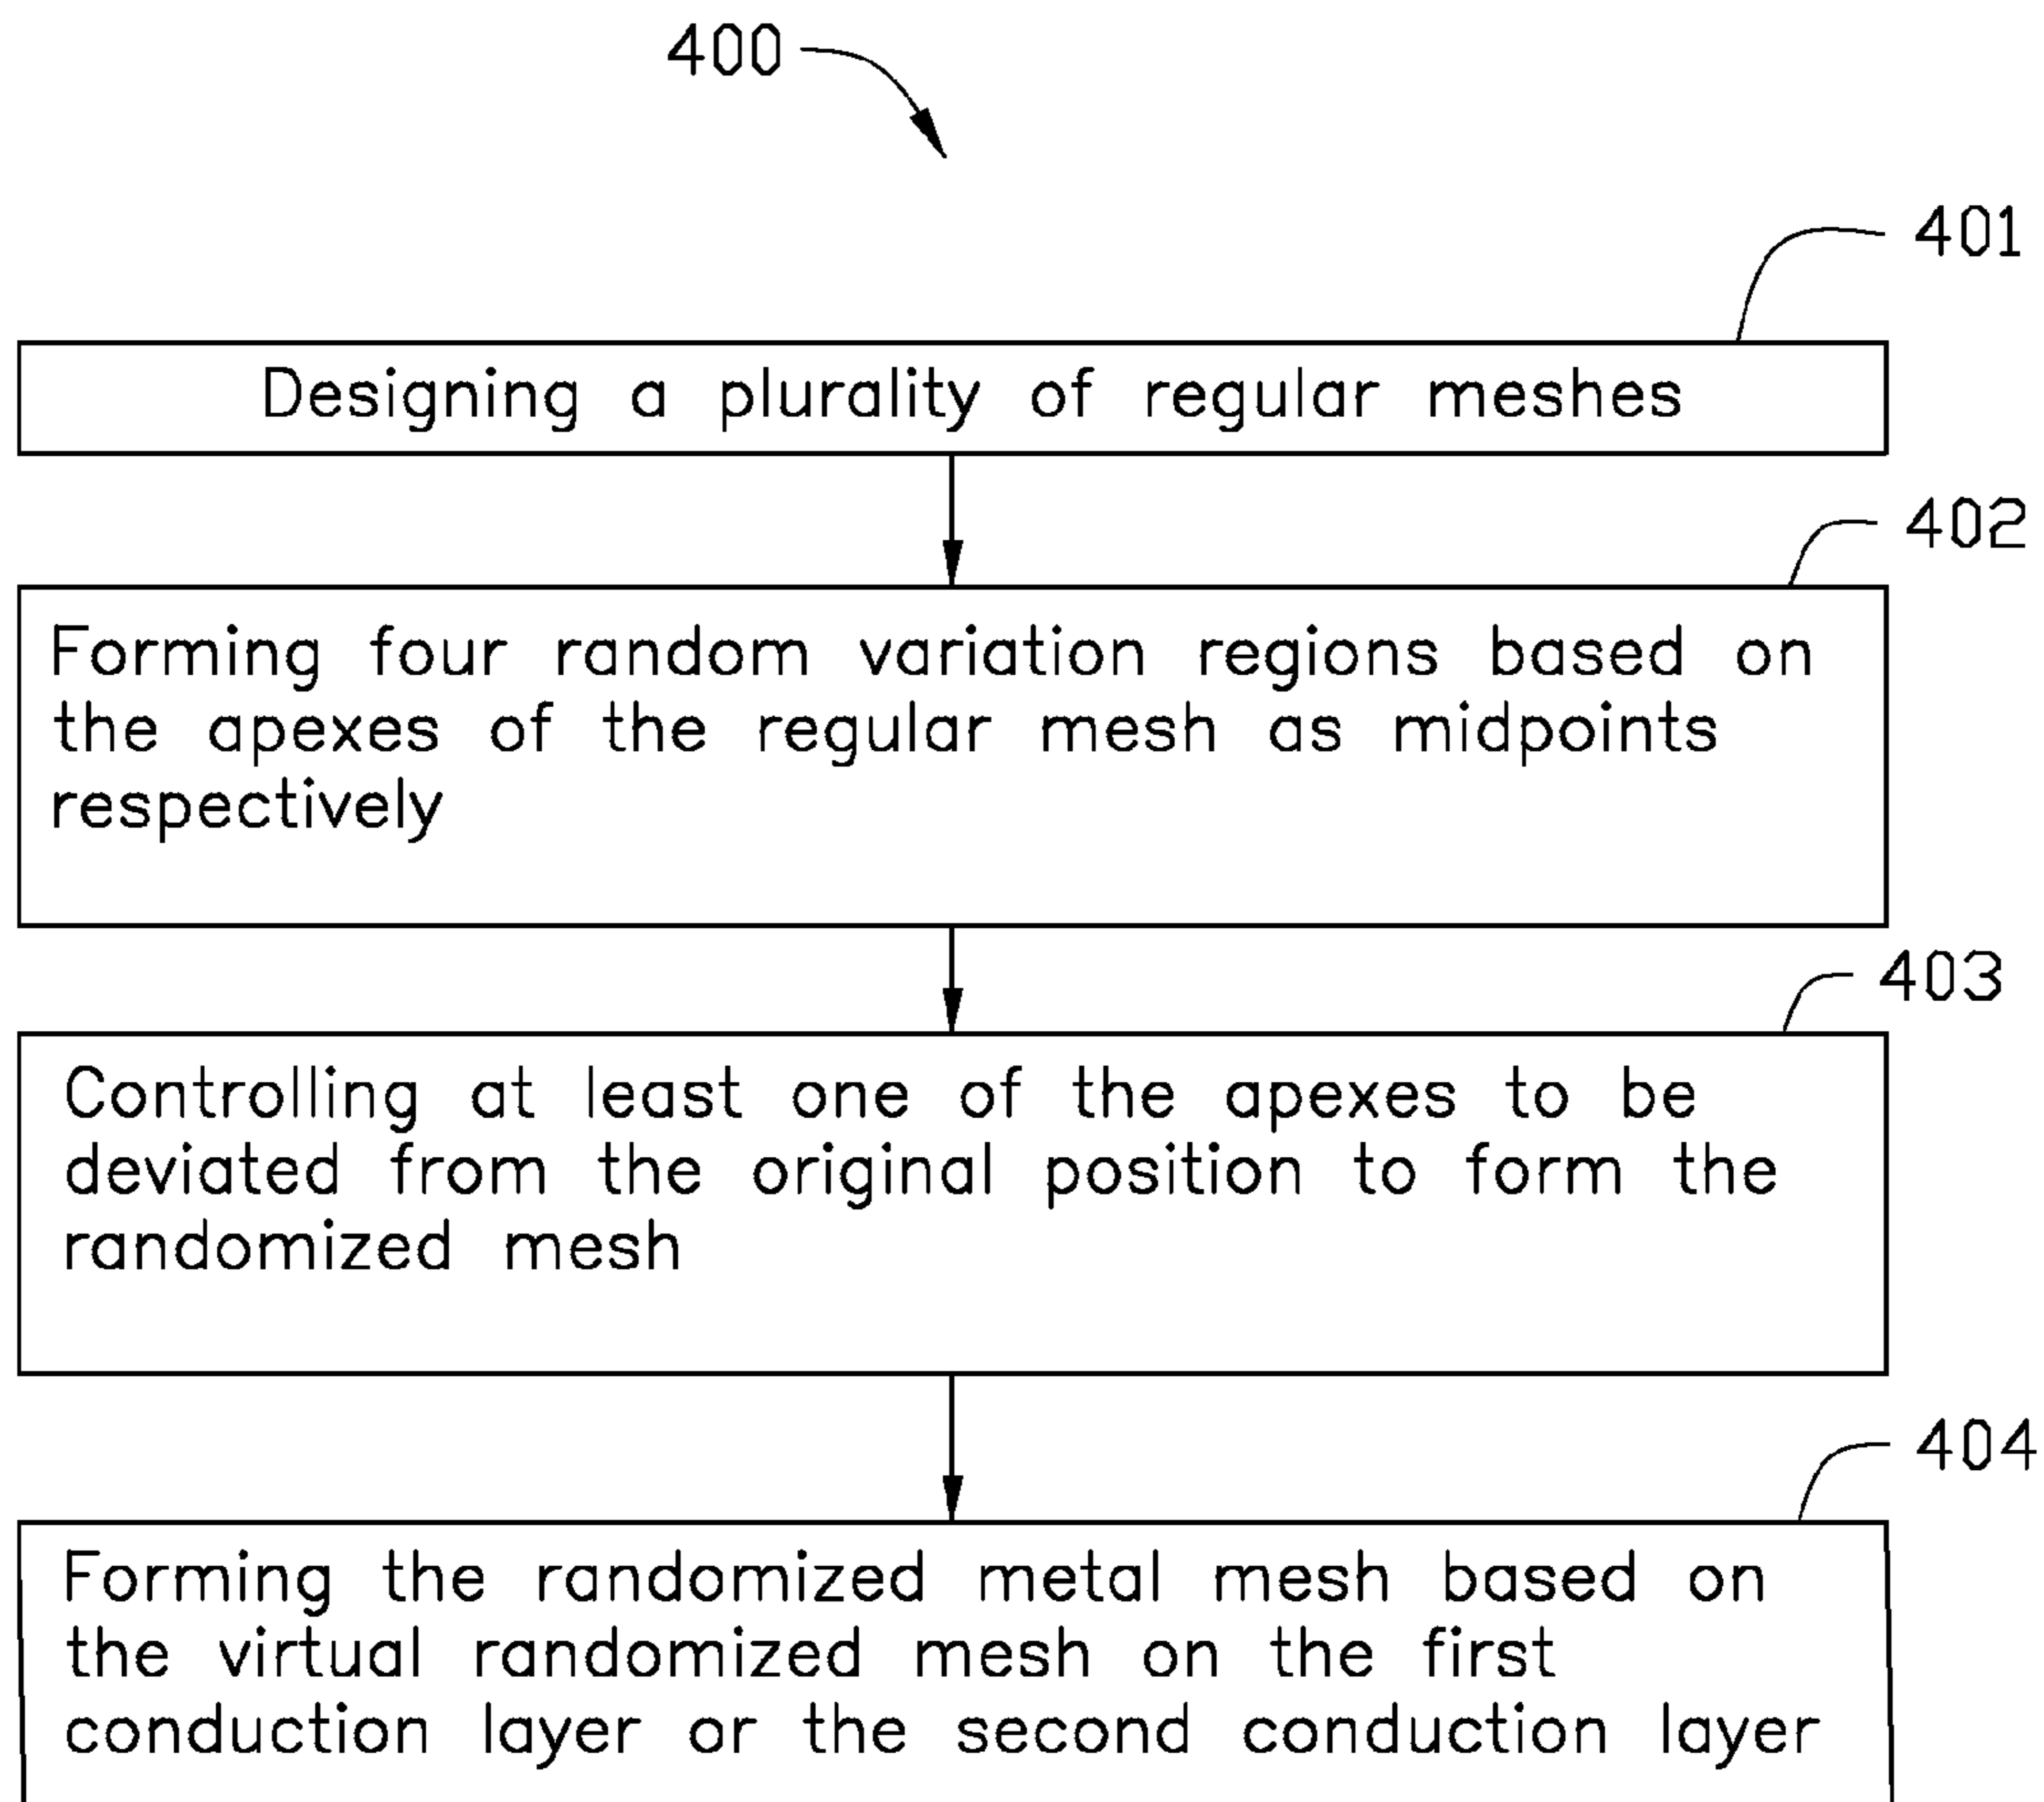 400
401
Designing a plurality of regular meshes
402
Forming four random variation regions based on
the apexes of the regular mesh as midpoints
respectively
403
Controlling at least one of the apexes to be
deviated from the original position to form the
randomized mesh
404
Forming the randomized metal mesh based on
the virtual randomized mesh on the first
conduction layer or the second conduction layer